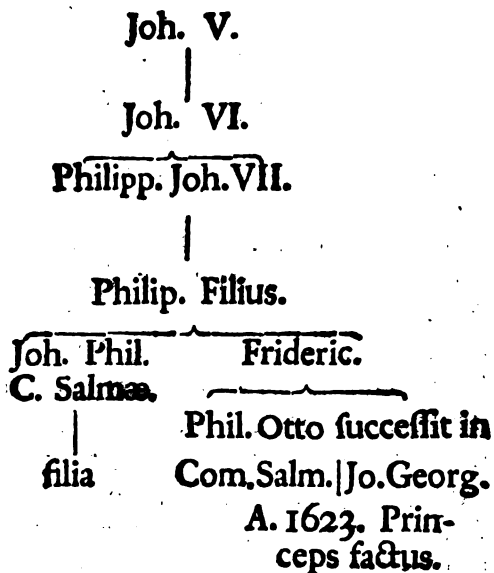 Joh. V.
Joh. VI.
Philipp. Joh. VII.
Philip. Filius.
Joh. Phil. Frideric.
C. Salmæ.
Phil. Otto ſucceſſit in
filia Com. Salm. | Jo. Georg.
A. 1623. Prin-
ceps factus.